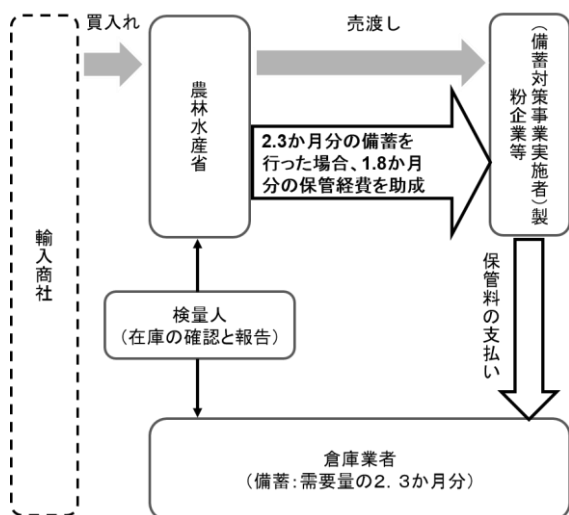 買入れ
売渡し
輸入商社
農林水産省
2.3か月分の備蓄を
行った場合、1.8か月
分の保管経費を助成
（備蓄対策事業実施者）製
粉企業等
検量人
（在庫の確認と報告）
保管料の支払い
倉庫業者
（備蓄：需要量の２．３か月分）